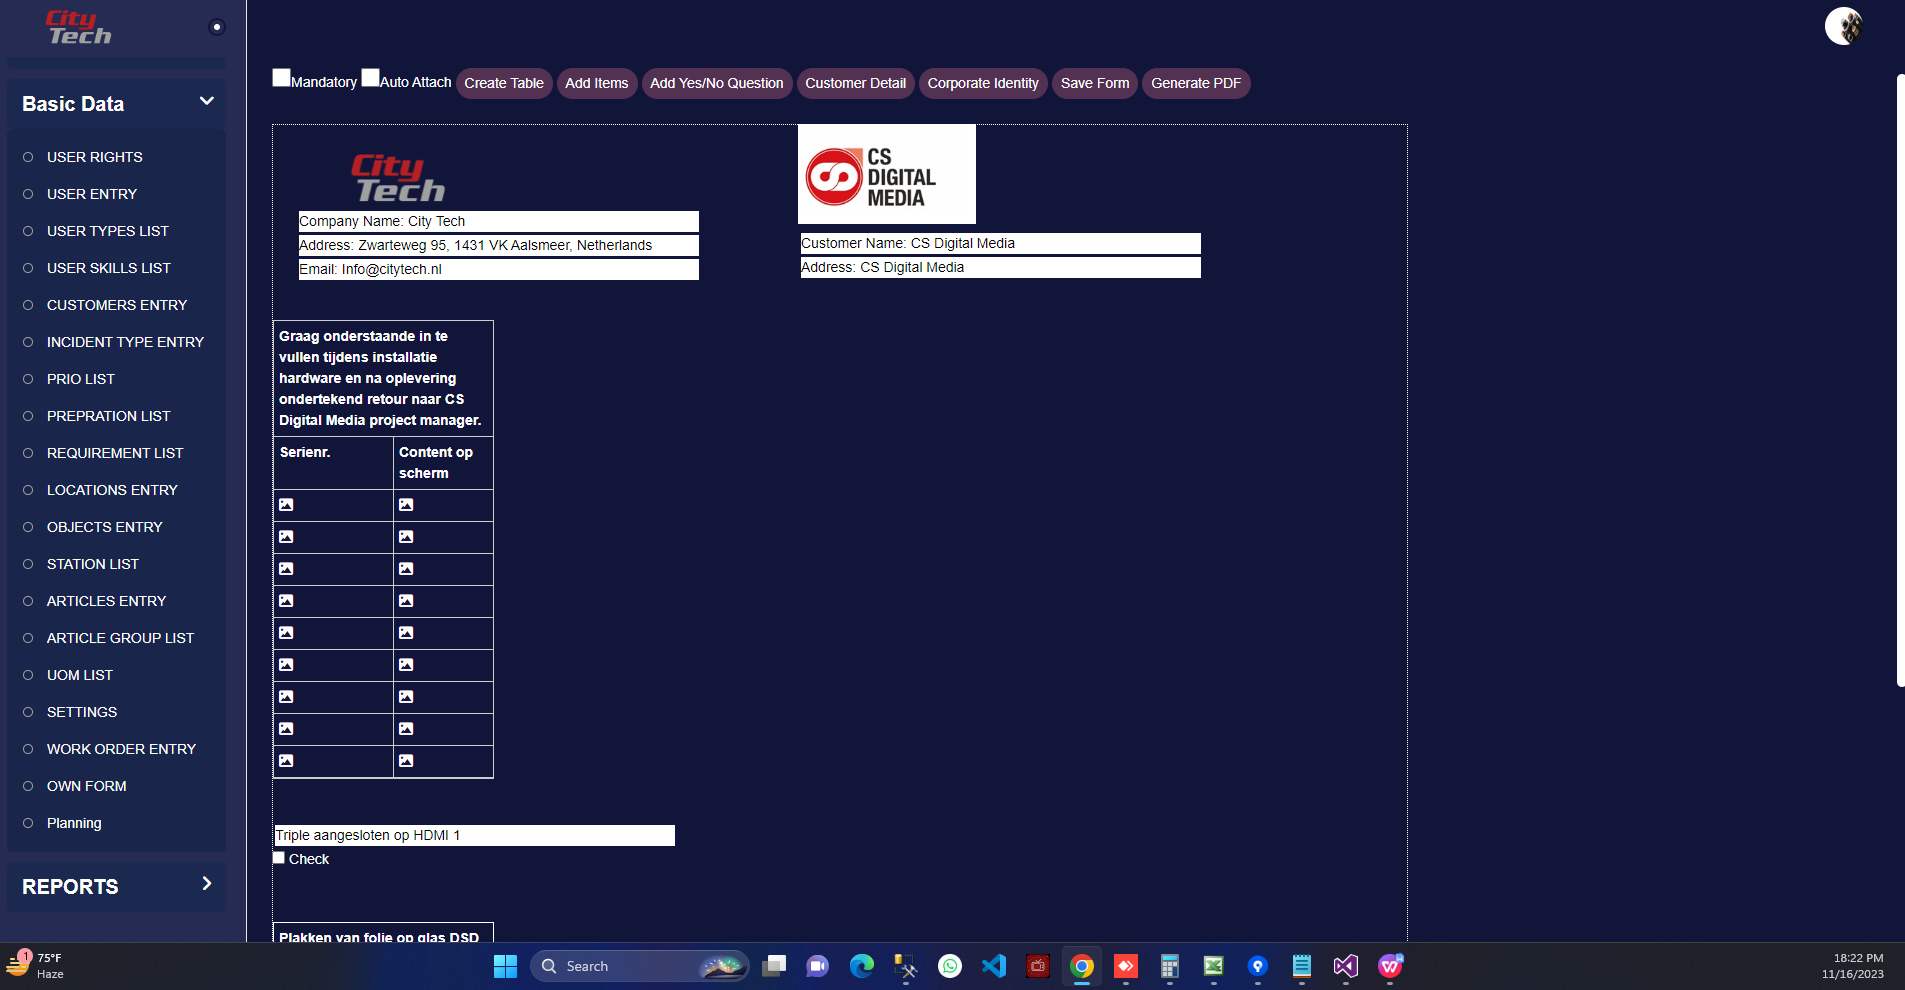 City
Tech
Basic Data
USER RIGHTS
USER ENTRY
USER TYPES LIST
USER SKILLS LIST
CUSTOMERS ENTRY
INCIDENT TYPE ENTRY
PRIO LIST
PREPRATION LIST
REQUIREMENT LIST
LOCATIONS ENTRY
OBJECTS ENTRY
STATION LIST
ARTICLES ENTRY
ARTICLE GROUP LIST
UOM LIST
SETTINGS
WORK ORDER ENTRY
OWN FORM
Planning
REPORTS
Mandatory Auto Attach Create Table Add Items Add Yes/No Question Customer Detail Corporate Identity Save Form Generate PDF
City
Tech
Company Name: City Tech
Address: Zwarteweg 95, 1431 VK Aalsmeer, Netherlands
Email: Info@citytech.nl
CS
DIGITAL
MEDIA
Customer Name: CS Digital Media
Address: CS Digital Media
Graag onderstaande in te
vullen tijdens installatie
hardware en na oplevering
ondertekend retour naar CS
Digital Media project manager.
Serienr.
Content op
scherm
Triple aangesloten op HDMI 1
Check
Plakken van folie op glas DSD
1
75°F
Haze
Search
18:22 PM
11/16/2023